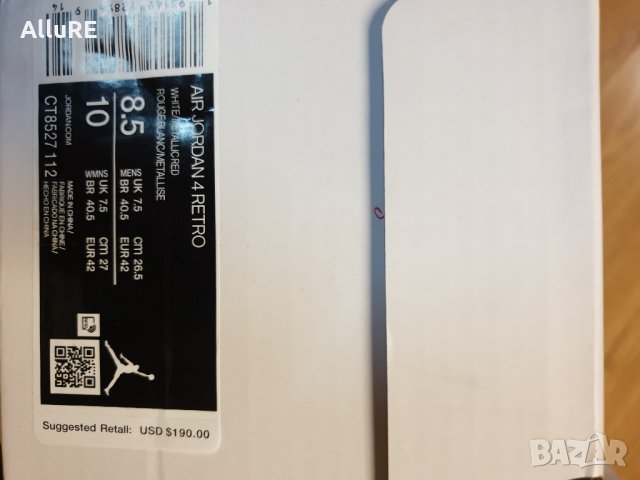 AlluRE
AIR JORDAN 4 RETRO
WHITE/METALLIC RED
ROUGE/BLANC/METALLISE
8.5 MENS UK 7.5 cm 26.5
BR 40.5 EUR 42
10 WMNS UK 7.5 cm 27
BR 40.5 EUR 42
JORDAN.COM
CT8527 112
MADE IN CHINA/
FABRIQUE EN CHINE/
FABRICADO NA CHINA/
HECHO EN CHINA
Suggested Retail: USD $190.00
BAZAR